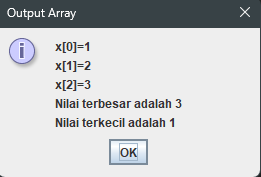 Output Array
x[0]=1
x[1]=2
x[2]=3
Nilai terbesar adalah 3
Nilai terkecil adalah 1
OK